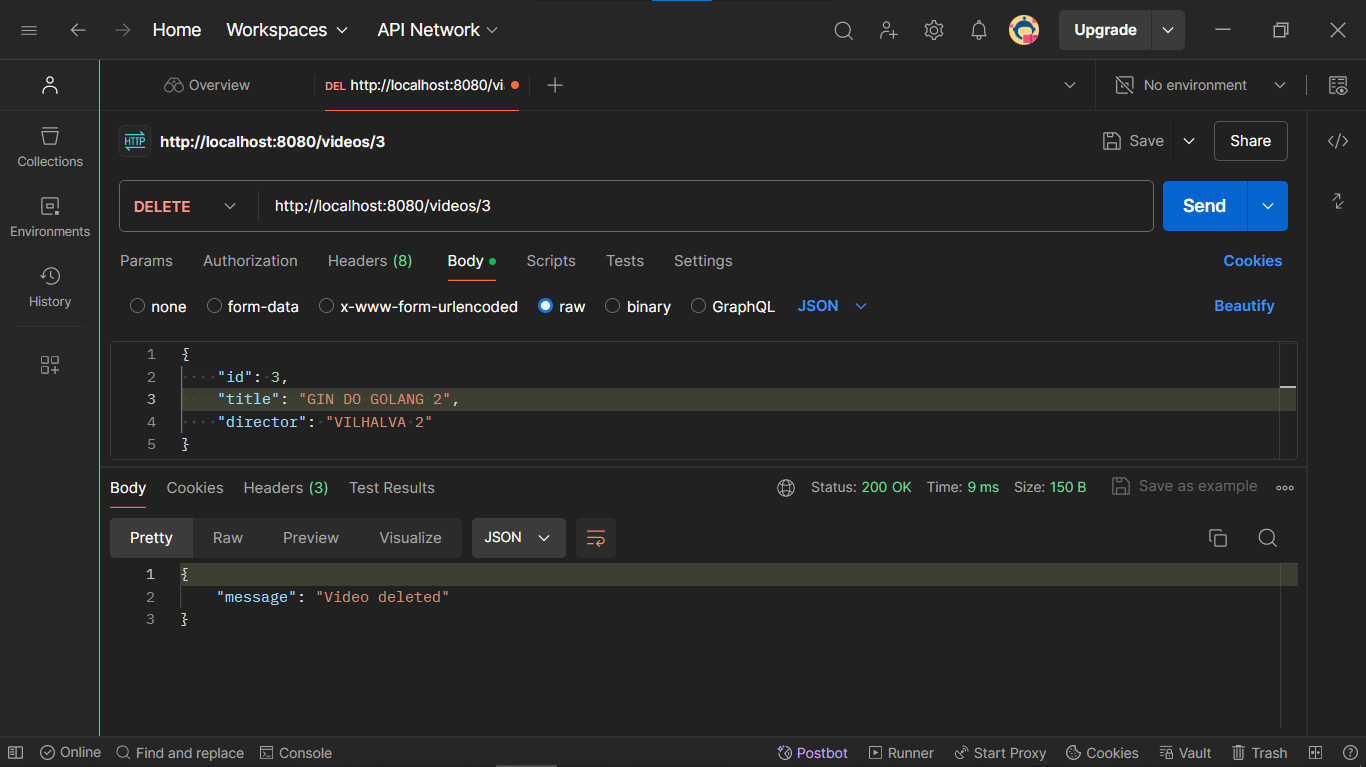 Home Workspaces API Network Upgrade
Overview DEL http://localhost:8080/vi. No environment
HTTP http://localhost:8080/videos/3 Save Share
Collections
Environments
History
DELETE http://localhost:8080/videos/3 Send
Params Authorization Headers (8) Body Scripts Tests Settings Cookies
none form-data x-www-form-urlencoded raw binary GraphQL JSON Beautify
1 {
2 "id": 3,
3 "title": "GIN DO GOLANG 2",
4 "director": "VILHALVA 2"
5 }
Body Cookies Headers (3) Test Results Status: 200 OK Time: 9 ms Size: 150 B Save as example
Pretty Raw Preview Visualize JSON
1 {
2 "message": "Video deleted"
3 }
Online Find and replace Console Postbot Runner Start Proxy Cookies Vault Trash